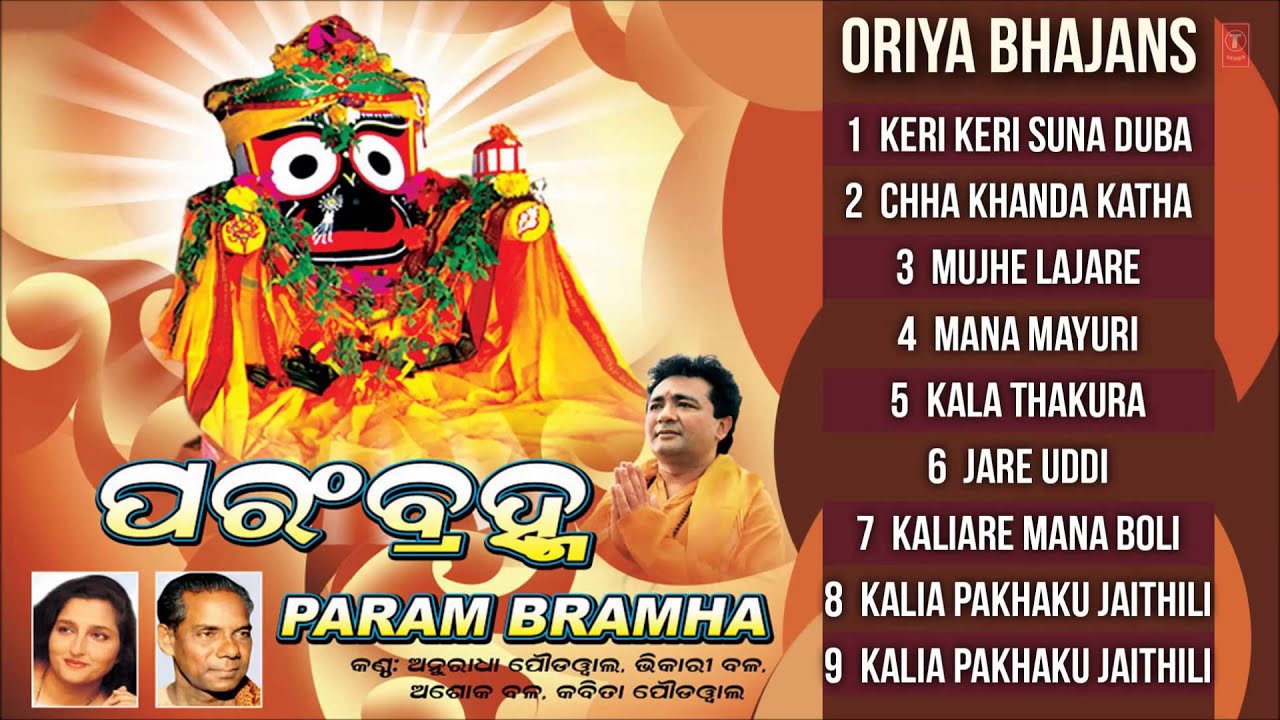 ପରଂବ୍ରହ୍ମ
PARAM BRAMHA
କଣ୍ଠ: ଅନୁରାଧା ପୌଡୱାଲ, ଭିକାରୀ ବଳ,
ଅଶୋକ ବଳ, କବିତା ପୌଡୱାଲ
ORIYA BHAJANS
T
SERIES
1 KERI KERI SUNA DUBA
2 CHHA KHANDA KATHA
3 MUJHE LAJARE
4 MANA MAYURI
5 KALA THAKURA
6 JARE UDDI
7 KALIARE MANA BOLI
8 KALIA PAKHAKU JAITHILI
9 KALIA PAKHAKU JAITHILI